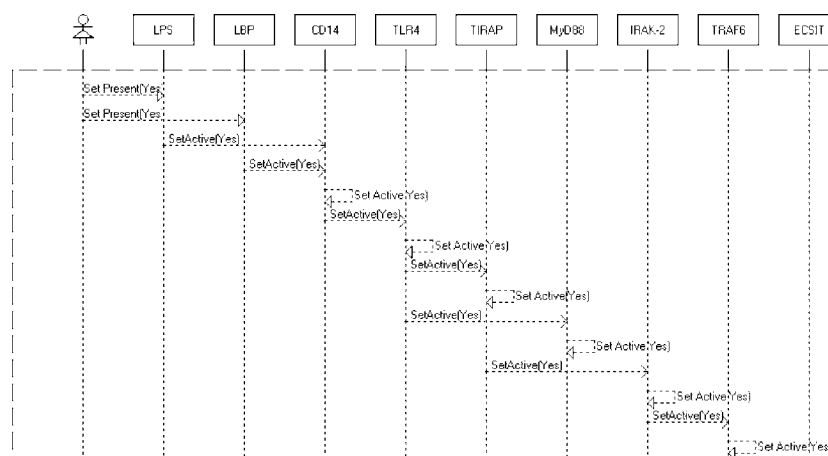 LPS LBP CD14 TLR4 TIRAP MyD88 IRAK-2 TRAF6 ECSIT
Set Present(Yes
Set Present(Yes
SetActive(Yes)
SetActive(Yes)
Set Active(Yes)
SetActive(Yes)
Set Active(Yes)
SetActive(Yes)
Set Active(Yes)
SetActive(Yes)
Set Active(Yes)
SetActive(Yes)
Set Active(Yes)
SetActive(Yes)
Set Active(Yes